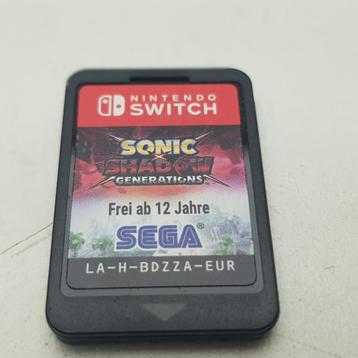 NINTENDO
SWITCH
SONIC
X
SHADOW
GENERATIONS
Frei ab 12 Jahre
SEGA®
LA-H-BDZZA-EUR